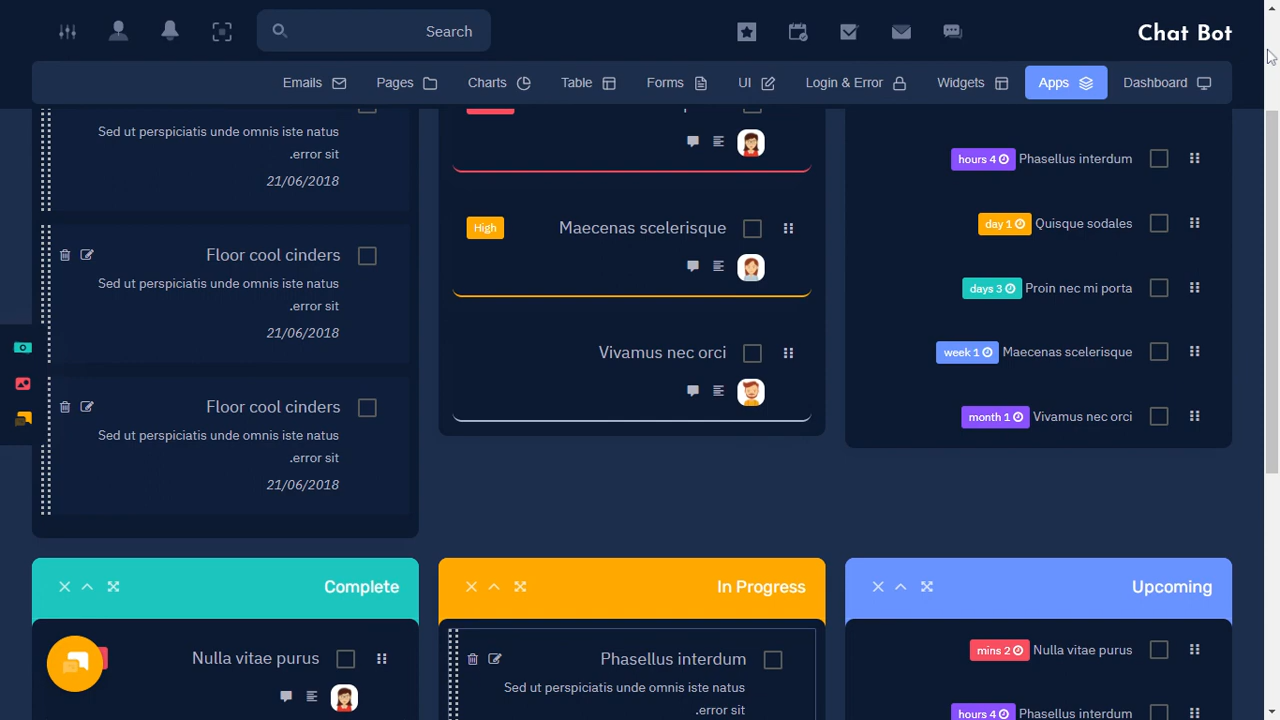 Chat Bot
Search
Dashboard
Apps
Widgets
Login & Error
UI
Forms
Table
Charts
Pages
Emails
hours 4 Phasellus interdum
day 1 Quisque sodales
days 3 Proin nec mi porta
week 1 Maecenas scelerisque
month 1 Vivamus nec orci
High Maecenas scelerisque
Vivamus nec orci
Sed ut perspiciatis unde omnis iste natus
.error sit
21/06/2018
Floor cool cinders
Sed ut perspiciatis unde omnis iste natus
.error sit
21/06/2018
Floor cool cinders
Sed ut perspiciatis unde omnis iste natus
.error sit
21/06/2018
Upcoming
mins 2 Nulla vitae purus
hours 4 Phasellus interdum
In Progress
Phasellus interdum
Sed ut perspiciatis unde omnis iste natus
.error sit
Complete
Nulla vitae purus